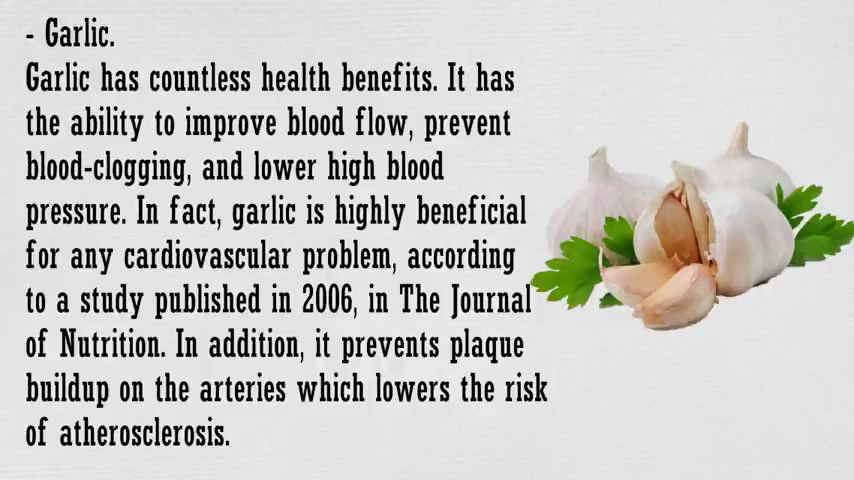 - Garlic.
Garlic has countless health benefits. It has
the ability to improve blood flow, prevent
blood-clogging, and lower high blood
pressure. In fact, garlic is highly beneficial
for any cardiovascular problem, according
to a study published in 2006, in The Journal
of Nutrition. In addition, it prevents plaque
buildup on the arteries which lowers the risk
of atherosclerosis.